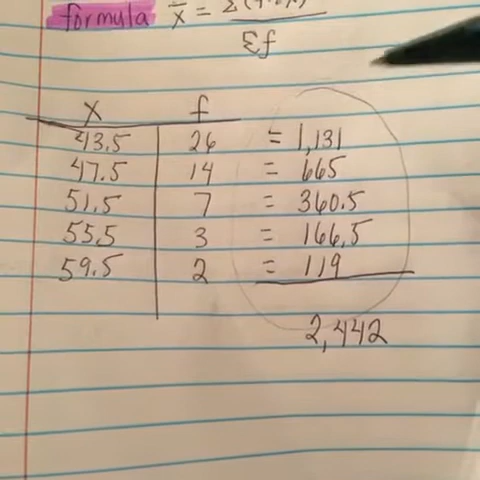 formula x̄ =
Σf
x f
43.5 26 = 1,131
47.5 14 = 665
51.5 7 = 360.5
55.5 3 = 166.5
59.5 2 = 119
2,442